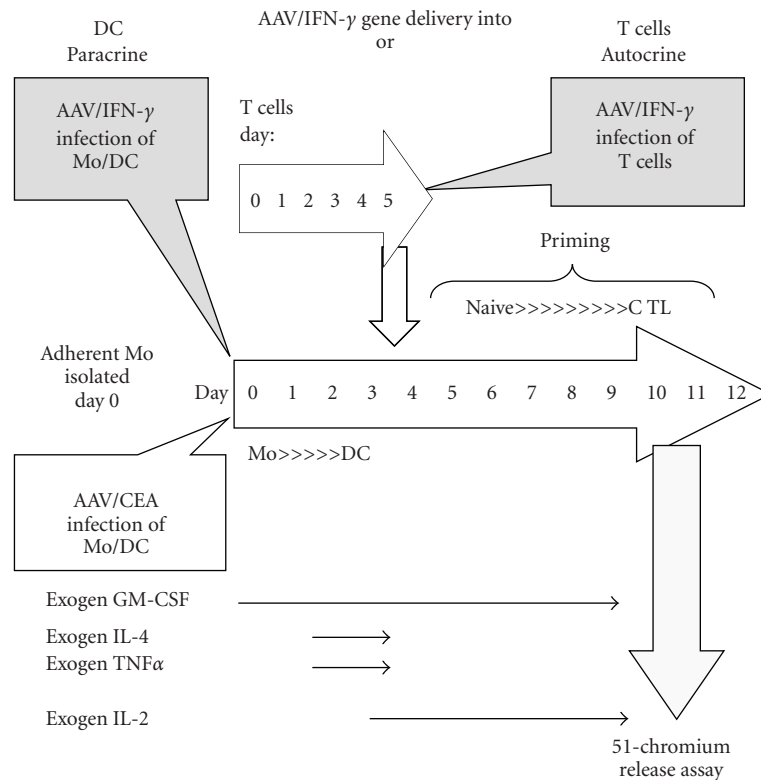 AAV/IFN-γ gene delivery into
or
DC
Paracrine
T cells
Autocrine
AAV/IFN-γ
infection of
Mo/DC
T cells
day:
AAV/IFN-γ
infection of
T cells
0 1 2 3 4 5
Priming
Naive>>>>>>>>>C TL
Adherent Mo
isolated
day 0
Day 0 1 2 3 4 5 6 7 8 9 10 11 12
Mo>>>>>DC
AAV/CEA
infection of
Mo/DC
Exogen GM-CSF
Exogen IL-4
Exogen TNFα
Exogen IL-2
51-chromium
release assay